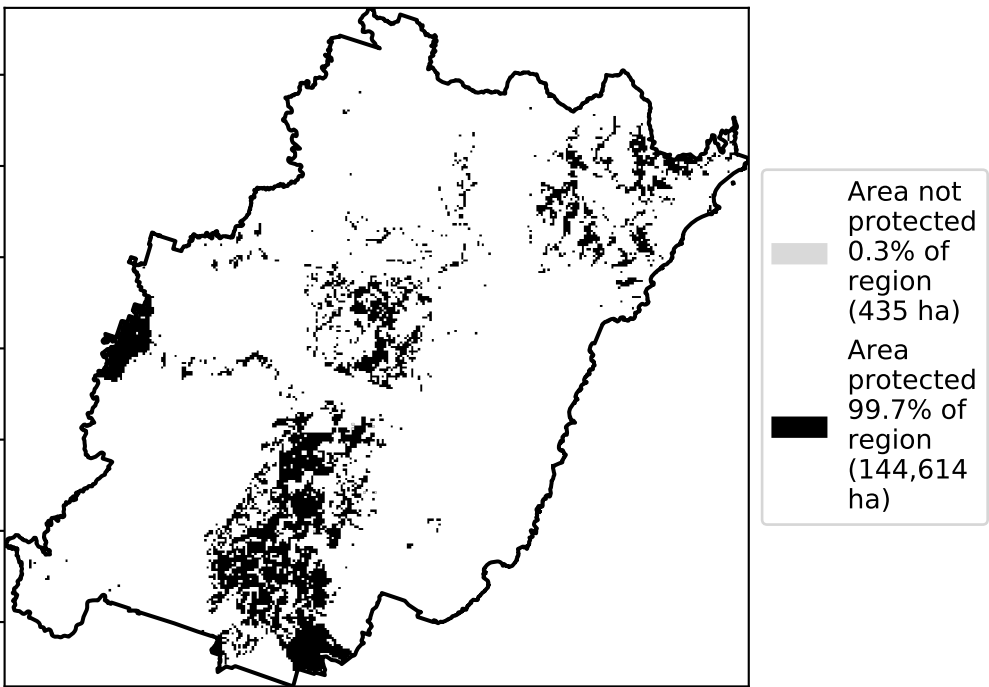 Area not
protected
0.3% of
region
(435 ha)
Area
protected
99.7% of
region
(144,614
ha)